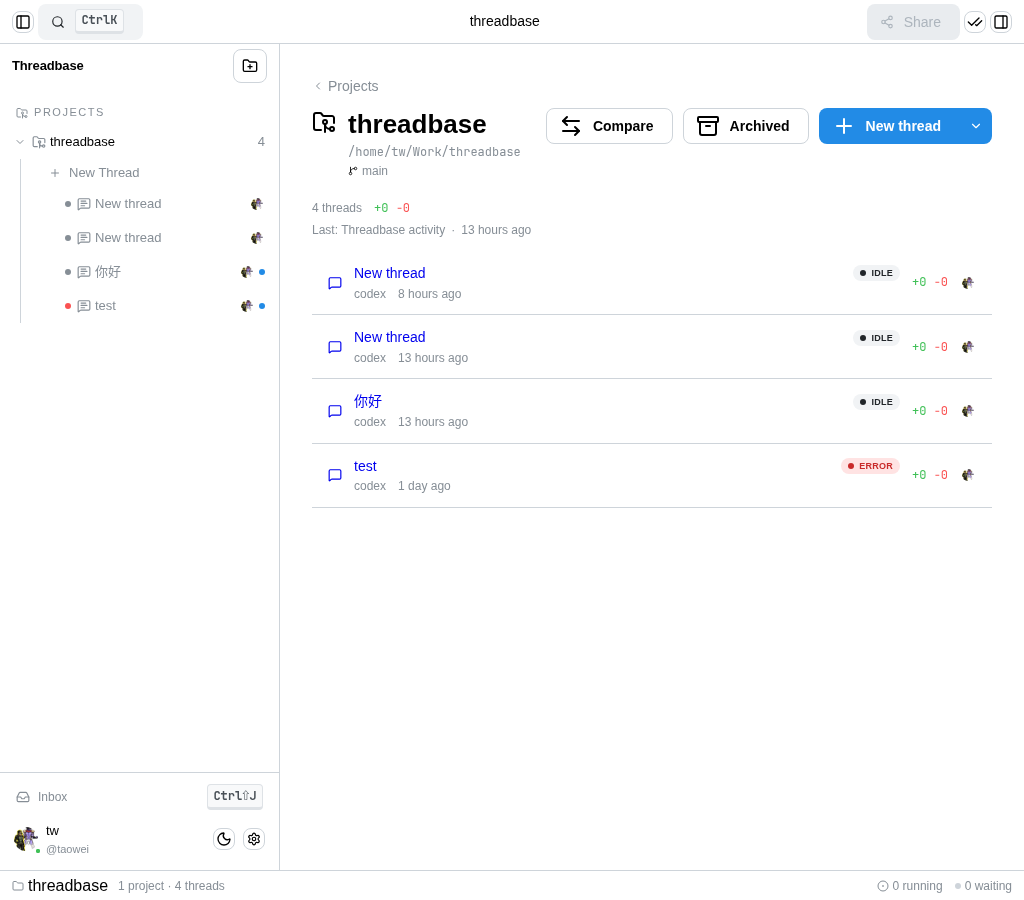 CtrlK
threadbase
Share
Threadbase
PROJECTS
threadbase 4
New Thread
New thread
New thread
你好
test
Inbox Ctrl⇧J
tw
@taowei
Projects
threadbase
Compare
Archived
New thread
/home/tw/Work/threadbase
main
4 threads +0 -0
Last: Threadbase activity · 13 hours ago
New thread IDLE
codex 8 hours ago +0 -0
New thread IDLE
codex 13 hours ago +0 -0
你好 IDLE
codex 13 hours ago +0 -0
test ERROR
codex 1 day ago +0 -0
threadbase 1 project · 4 threads
0 running 0 waiting